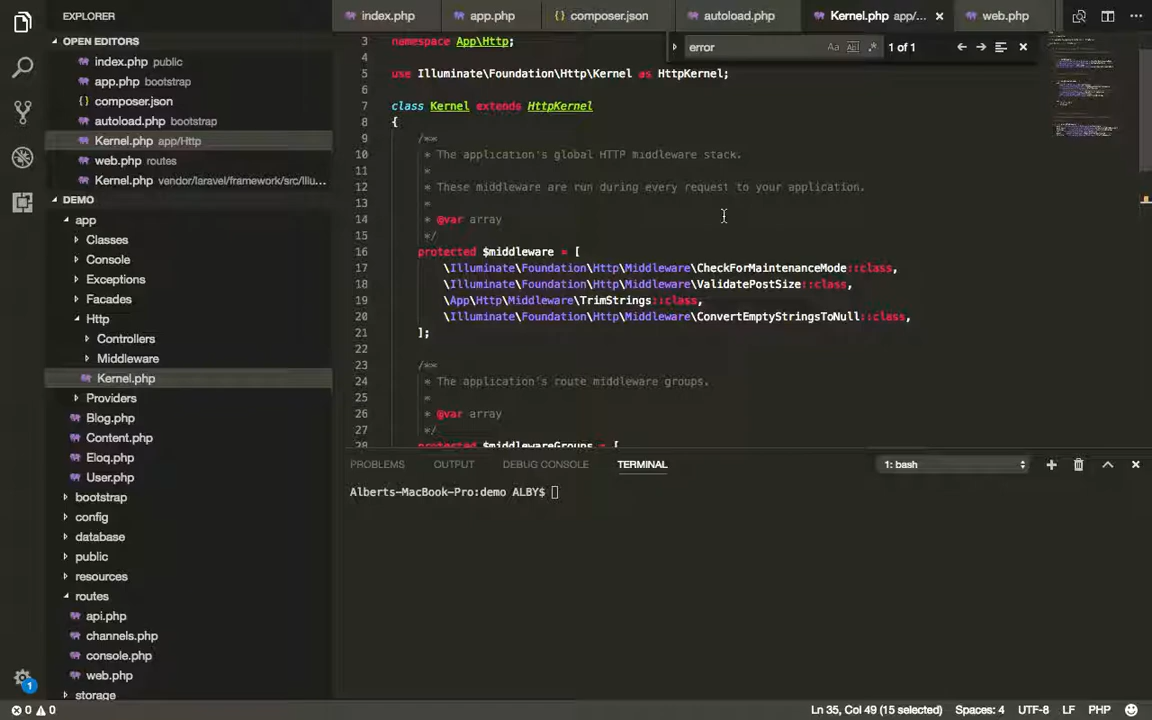 EXPLORER
OPEN EDITORS
index.php public
app.php bootstrap
composer.json
autoload.php bootstrap
Kernel.php app/Http
web.php routes
Kernel.php vendor/laravel/framework/src/Illu...
DEMO
app
Classes
Console
Exceptions
Facades
Http
Controllers
Middleware
Kernel.php
Providers
Blog.php
Content.php
Eloq.php
User.php
bootstrap
config
database
public
resources
routes
api.php
channels.php
console.php
web.php
storage
index.php app.php {} composer.json autoload.php Kernel.php app/... × web.php ...
error Aa Abl .* 1 of 1
3 namespace App\Http;
4
5 use Illuminate\Foundation\Http\Kernel as HttpKernel;
6
7 class Kernel extends HttpKernel
8 {
9 /**
10 * The application's global HTTP middleware stack.
11 *
12 * These middleware are run during every request to your application.
13 *
14 * @var array
15 */
16 protected $middleware = [
17 \Illuminate\Foundation\Http\Middleware\CheckForMaintenanceMode::class,
18 \Illuminate\Foundation\Http\Middleware\ValidatePostSize::class,
19 \App\Http\Middleware\TrimStrings::class,
20 \Illuminate\Foundation\Http\Middleware\ConvertEmptyStringsToNull::class,
21 ];
22
23 /**
24 * The application's route middleware groups.
25 *
26 * @var array
27 */
28 protected $middlewareGroups = [
PROBLEMS OUTPUT DEBUG CONSOLE TERMINAL 1: bash
Alberts-MacBook-Pro:demo ALBY$
1
0 0 Ln 35, Col 49 (15 selected) Spaces: 4 UTF-8 LF PHP